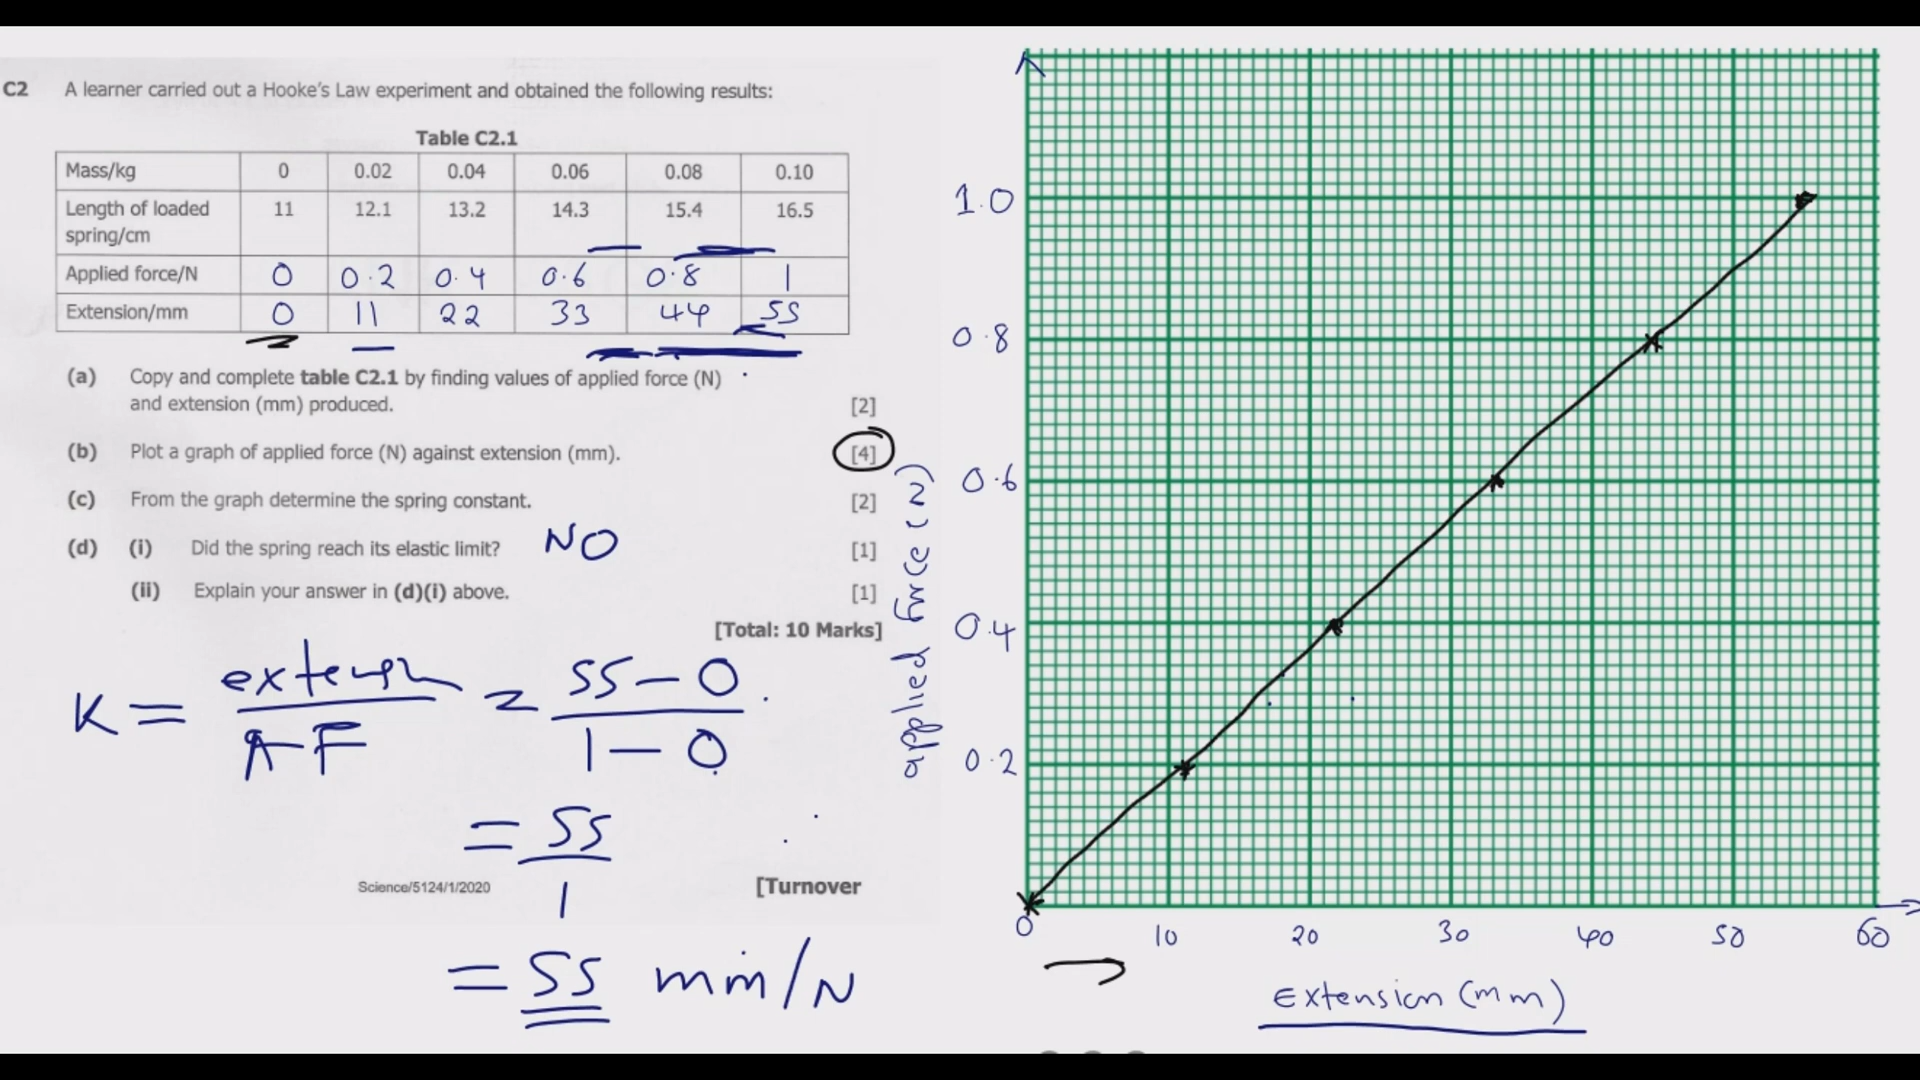 C2 A learner carried out a Hooke's Law experiment and obtained the following results:
Table C2.1
Mass/kg 0 0.02 0.04 0.06 0.08 0.10
Length of loaded spring/cm 11 12.1 13.2 14.3 15.4 16.5
Applied force/N 0 0.2 0.4 0.6 0.8 1
Extension/mm 0 11 22 33 44 55
(a) Copy and complete table C2.1 by finding values of applied force (N)
and extension (mm) produced. [2]
(b) Plot a graph of applied force (N) against extension (mm). [4]
(c) From the graph determine the spring constant. [2]
(d) (i) Did the spring reach its elastic limit? NO [1]
(ii) Explain your answer in (d)(i) above. [1]
[Total: 10 Marks]
K = extension / A-F = 55-0 / 1-0
= 55 / 1
Science/5124/1/2020 [Turnover
= 55 mm/N
applied force (N)
1.0
0.8
0.6
0.4
0.2
0 10 20 30 40 50 60
Extension (mm)